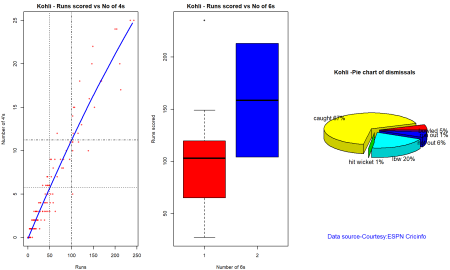 Kohli - Runs scored vs No of 4s
Number of 4's
0
5
10
15
20
25
0
50
100
150
200
250
Runs
Kohli - Runs scored vs No of 6s
Runs scored
50
100
150
200
1
2
Number of 6s
Kohli -Pie chart of dismissals
caught 67%
5%
out 1%
out 6%
lbw 20%
hit wicket 1%
Data source-Courtesy:ESPN Cricinfo